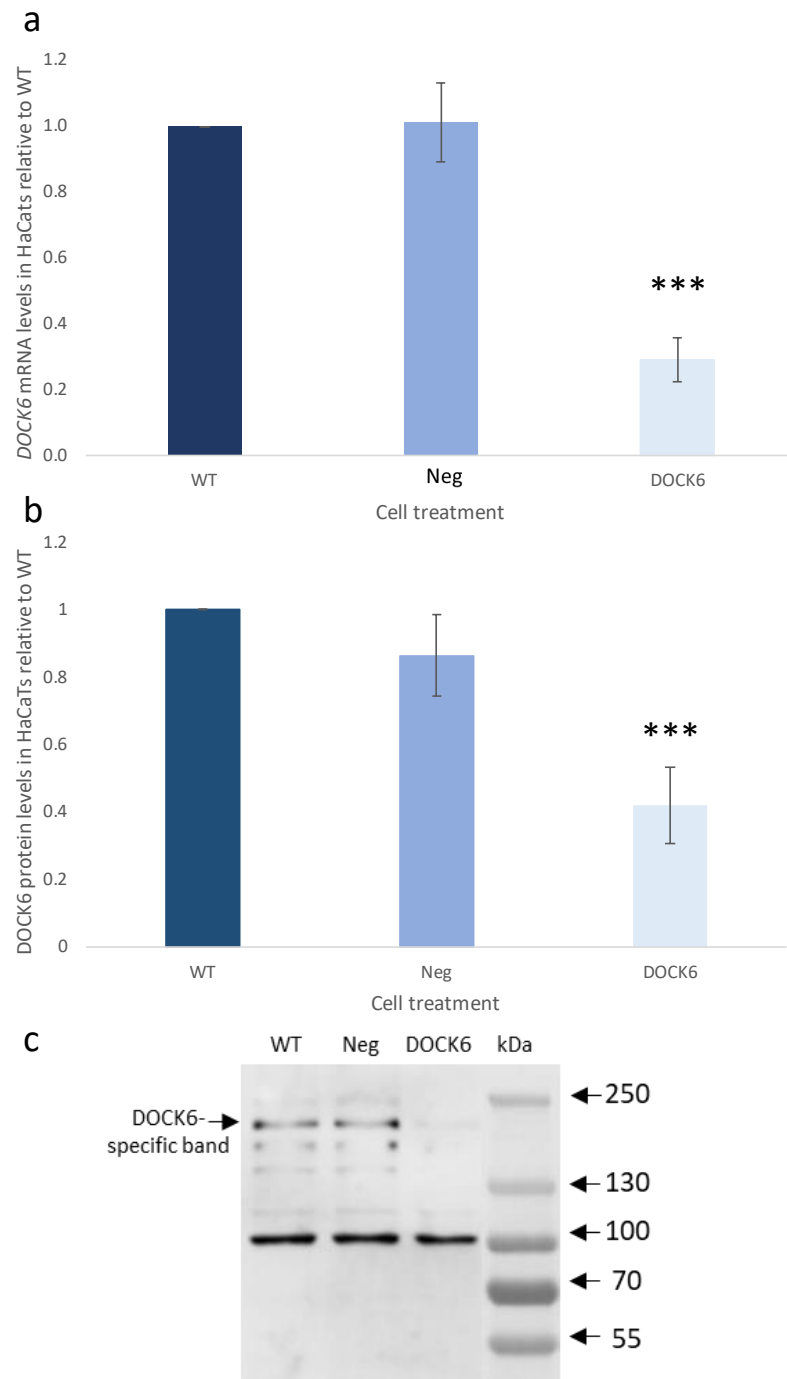 a
DOCK6 mRNA levels in HaCats relative to WT
1.2
1.0
0.8
0.6
0.4
0.2
0.0
***
WT Neg DOCK6
Cell treatment
b
DOCK6 protein levels in HaCaTs relative to WT
1.2
1
0.8
0.6
0.4
0.2
0
***
WT Neg DOCK6
Cell treatment
c
WT Neg DOCK6 kDa
DOCK6-
specific band
250
130
100
70
55